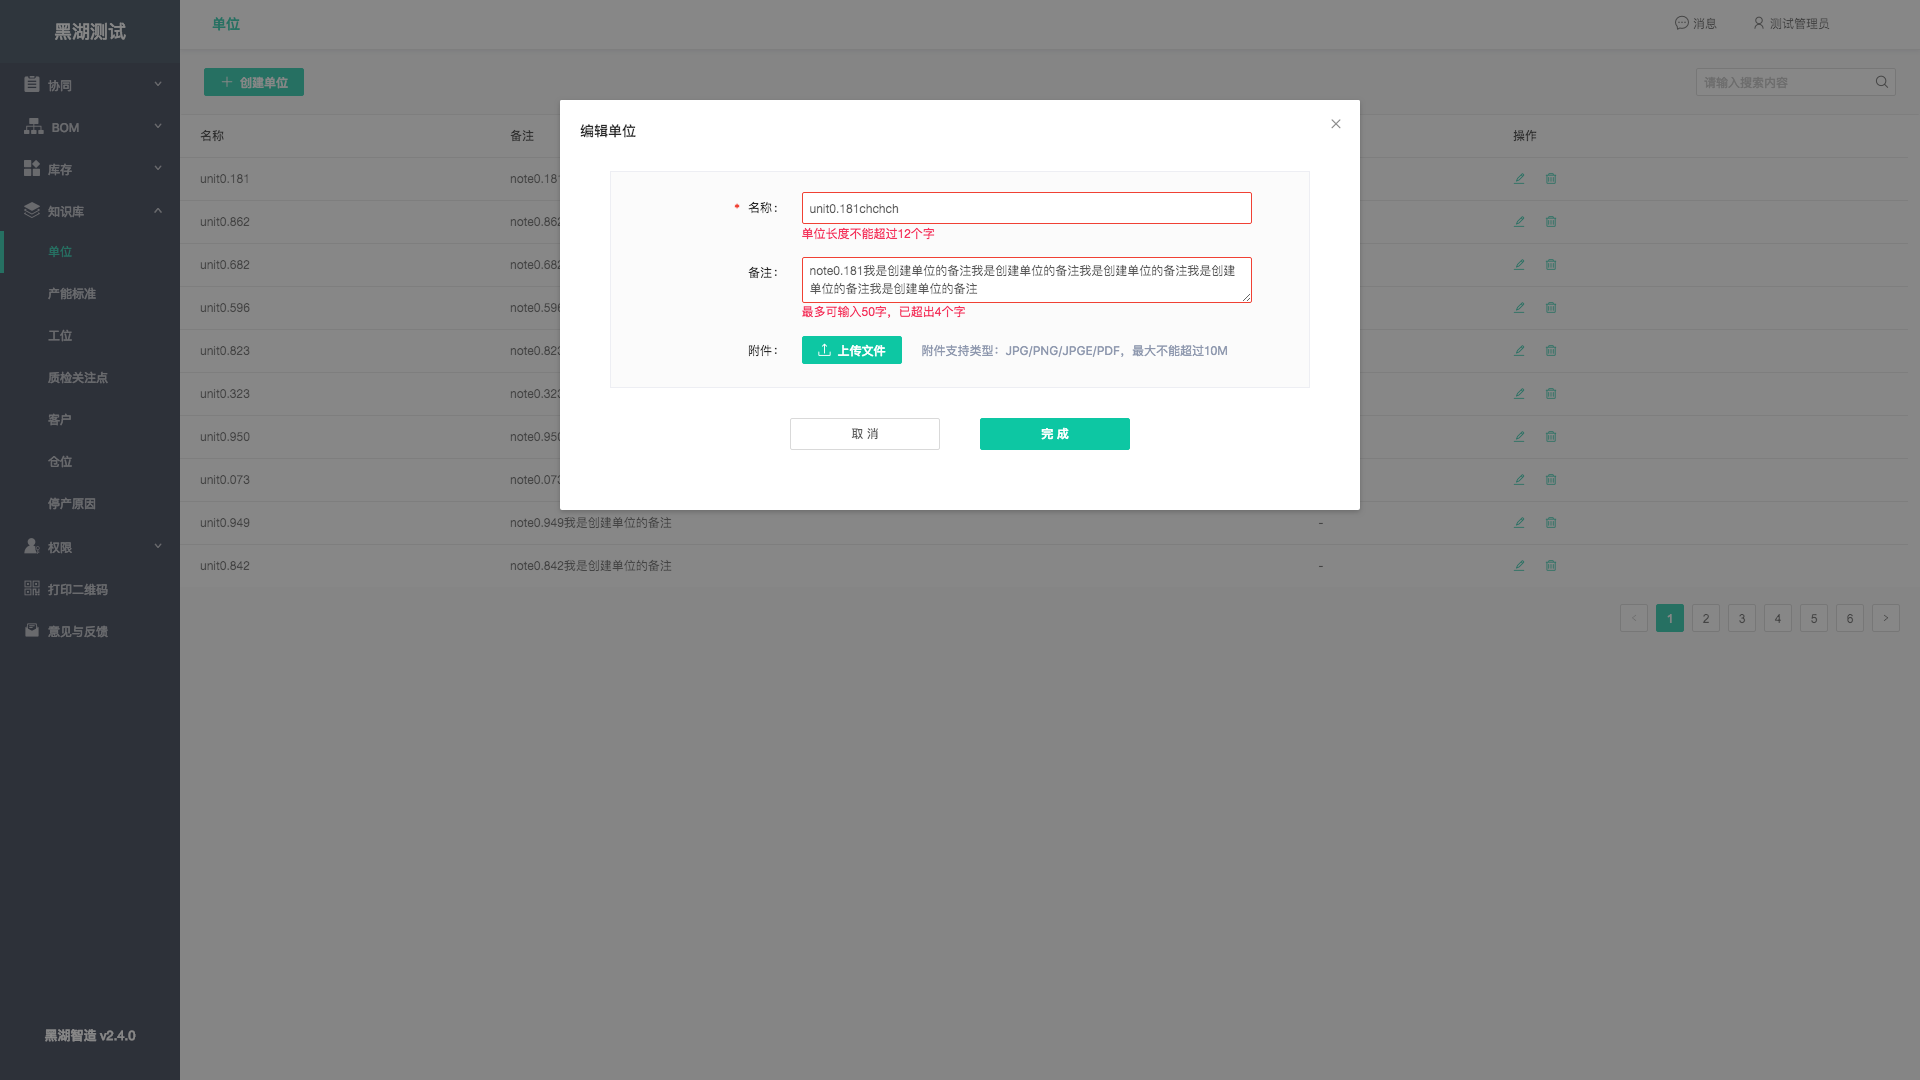 黑湖测试
协同
BOM
库存
知识库
单位
产能标准
工位
质检关注点
客户
仓位
停产原因
权限
打印二维码
意见与反馈
黑湖智造 v2.4.0
单位
消息
测试管理员
创建单位
请输入搜索内容
名称 备注 操作
unit0.181 note0.181
unit0.862 note0.862
unit0.682 note0.682
unit0.596 note0.596
unit0.823 note0.823
unit0.323 note0.323
unit0.950 note0.950
unit0.073 note0.073
unit0.949 note0.949我是创建单位的备注 -
unit0.842 note0.842我是创建单位的备注 -
< 1 2 3 4 5 6 >
编辑单位
* 名称: unit0.181chchch
单位长度不能超过12个字
备注: note0.181我是创建单位的备注我是创建单位的备注我是创建单位的备注我是创建
单位的备注我是创建单位的备注
最多可输入50字，已超出4个字
附件: 上传文件 附件支持类型：JPG/PNG/JPGE/PDF，最大不能超过10M
取 消 完 成